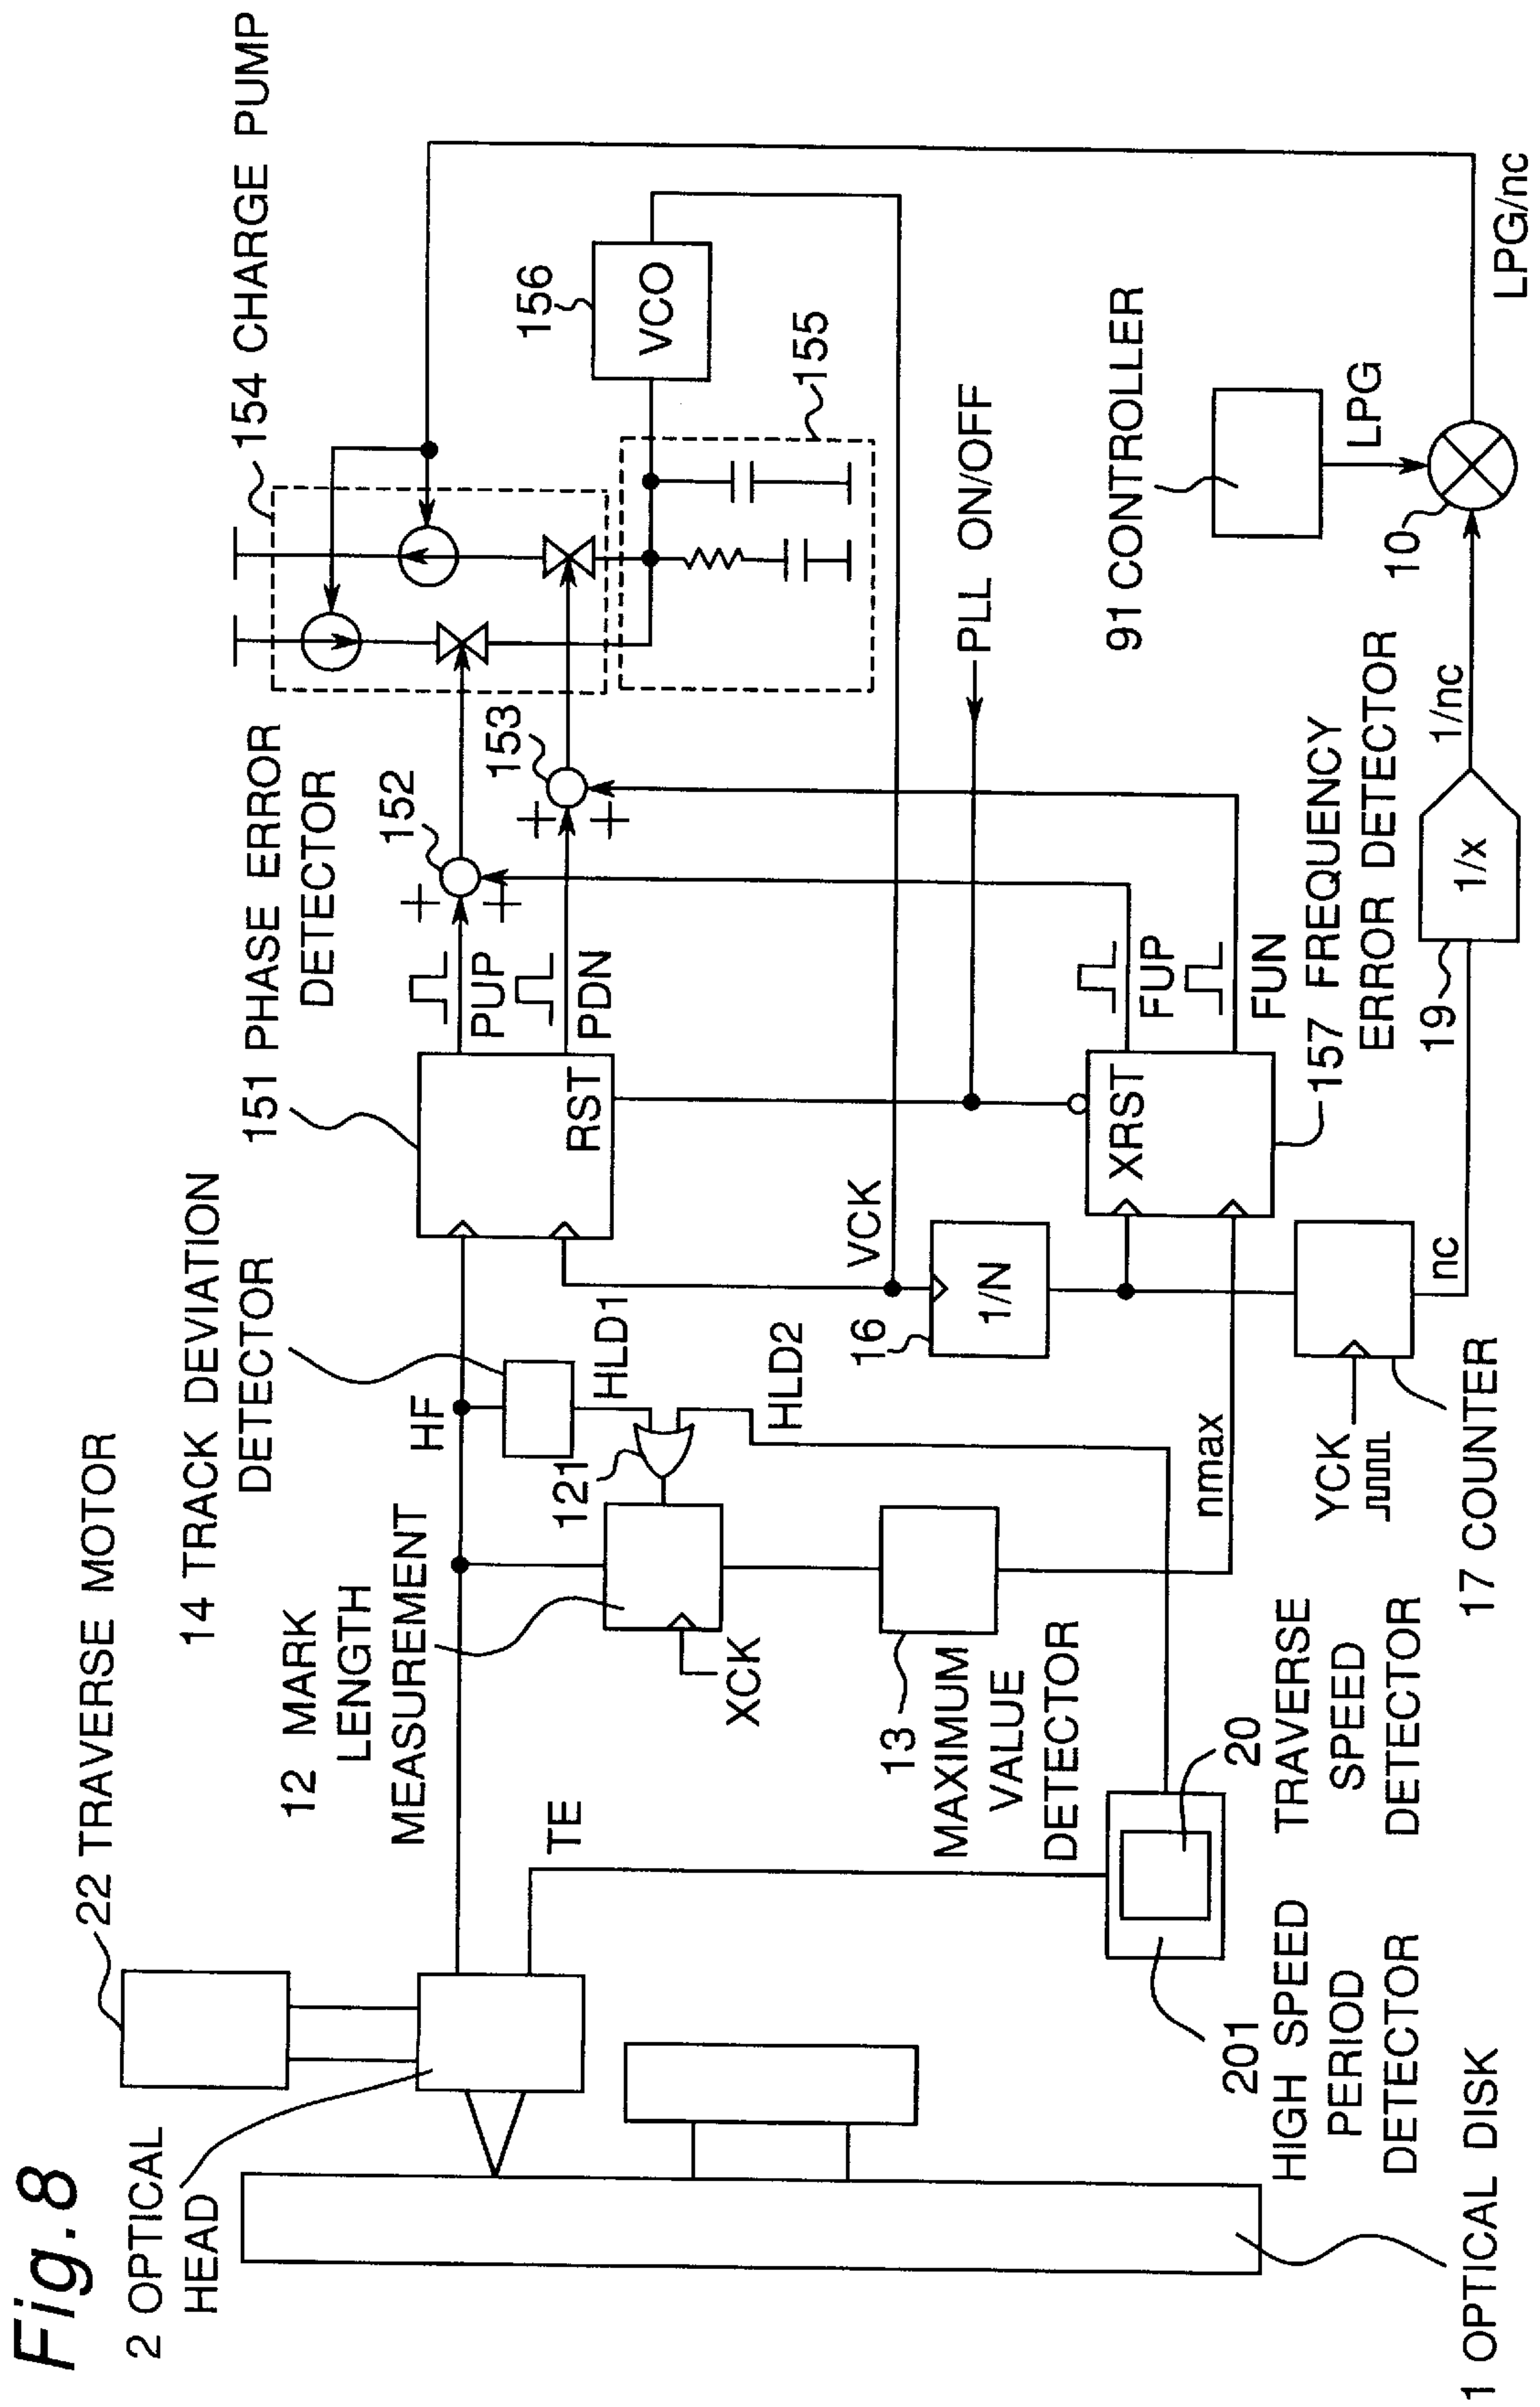 Fig.8
2 OPTICAL
HEAD
22 TRAVERSE MOTOR
14 TRACK DEVIATION
DETECTOR
151 PHASE ERROR
DETECTOR
154 CHARGE PUMP
12 MARK
LENGTH
MEASUREMENT
HF
HLD1
121
HLD2
XCK
TE
PUP
PDN
RST
152
+
+
153
+
+
156
VCO
155
VCK
16
1/N
PLL ON/OFF
13
MAXIMUM
VALUE
DETECTOR
nmax
XRST
FUP
FUN
157 FREQUENCY
ERROR DETECTOR
91 CONTROLLER
LPG
10
LPG/nc
1/nc
1/x
19
nc
YCK
17 COUNTER
20
TRAVERSE
SPEED
DETECTOR
201
HIGH SPEED
PERIOD
DETECTOR
1 OPTICAL DISK